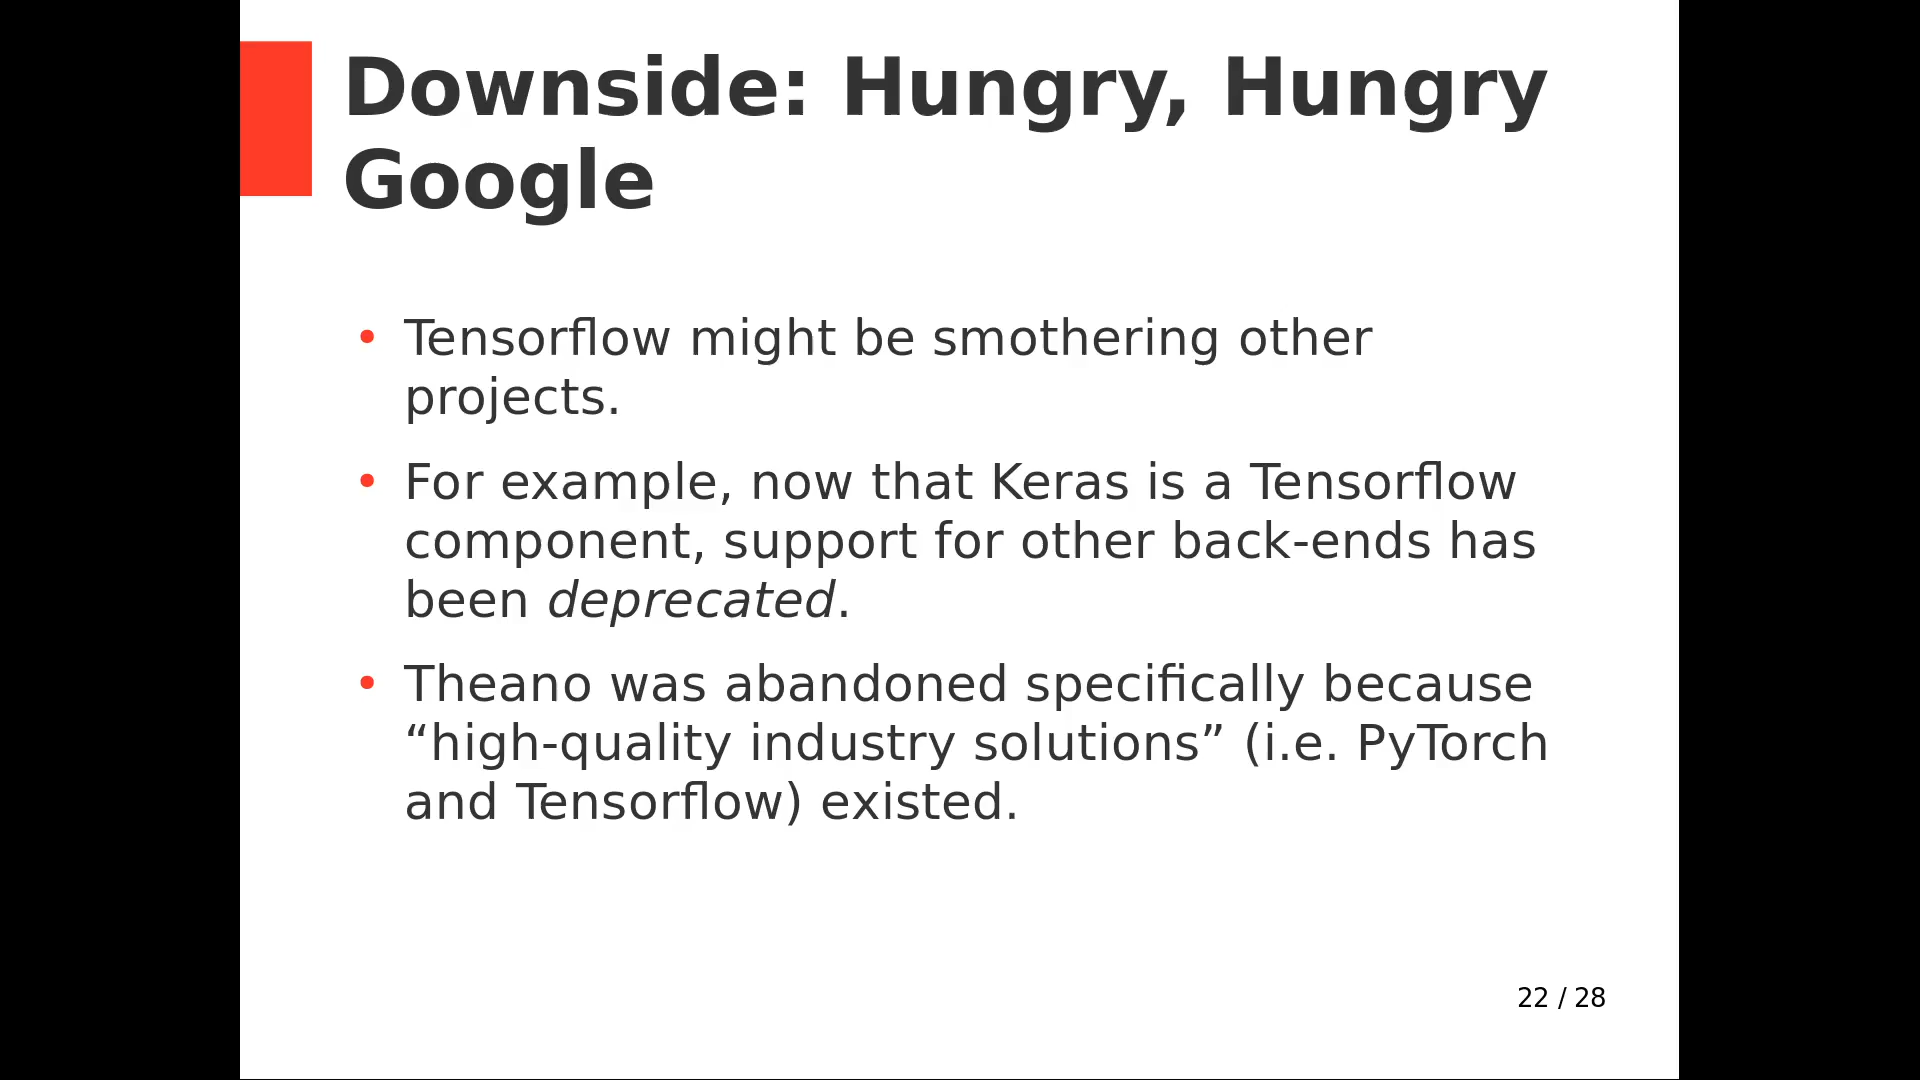 Downside: Hungry, Hungry
Google
• Tensorflow might be smothering other
projects.
• For example, now that Keras is a Tensorflow
component, support for other back-ends has
been deprecated.
• Theano was abandoned specifically because
“high-quality industry solutions” (i.e. PyTorch
and Tensorflow) existed.
22 / 28